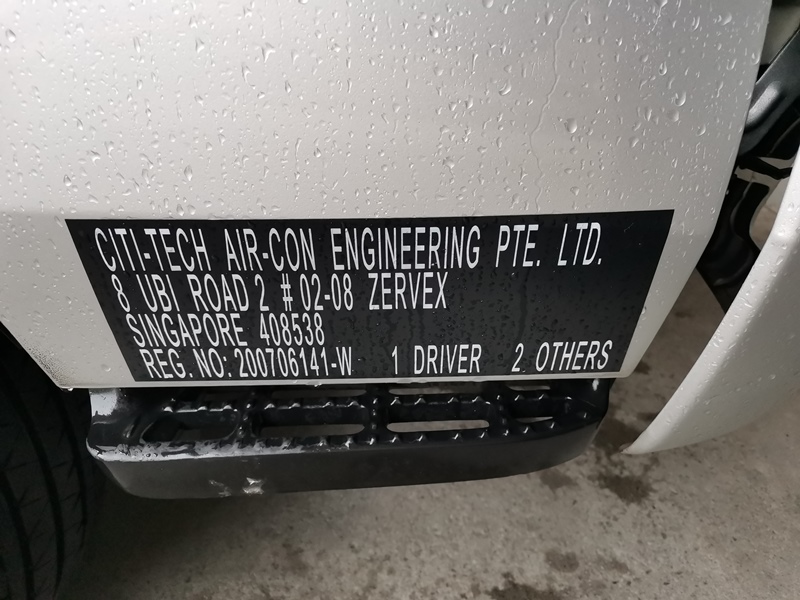 CITI-TECH AIR-CON ENGINEERING PTE. LTD.
8 UBI ROAD 2 # 02-08 ZERVEX
SINGAPORE 408538
REG. NO: 200706141-W 1 DRIVER 2 OTHERS